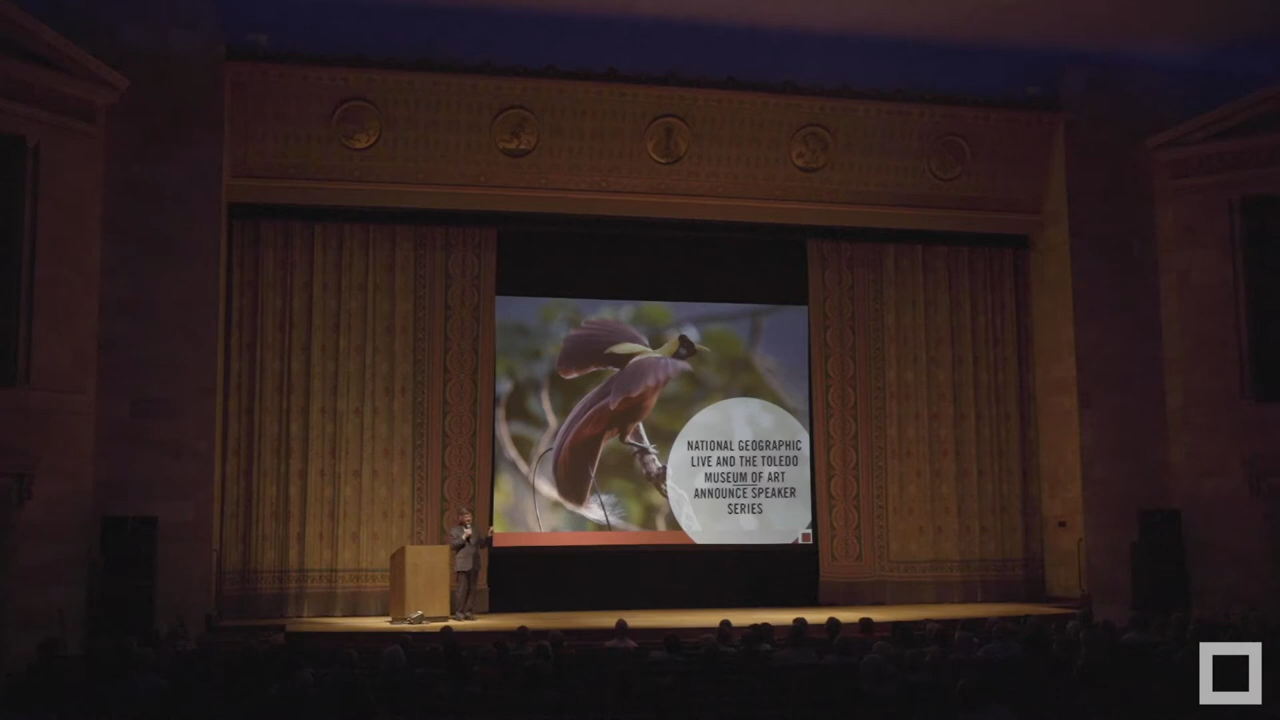 NATIONAL GEOGRAPHIC
LIVE AND THE TOLEDO
MUSEUM OF ART
ANNOUNCE SPEAKER
SERIES